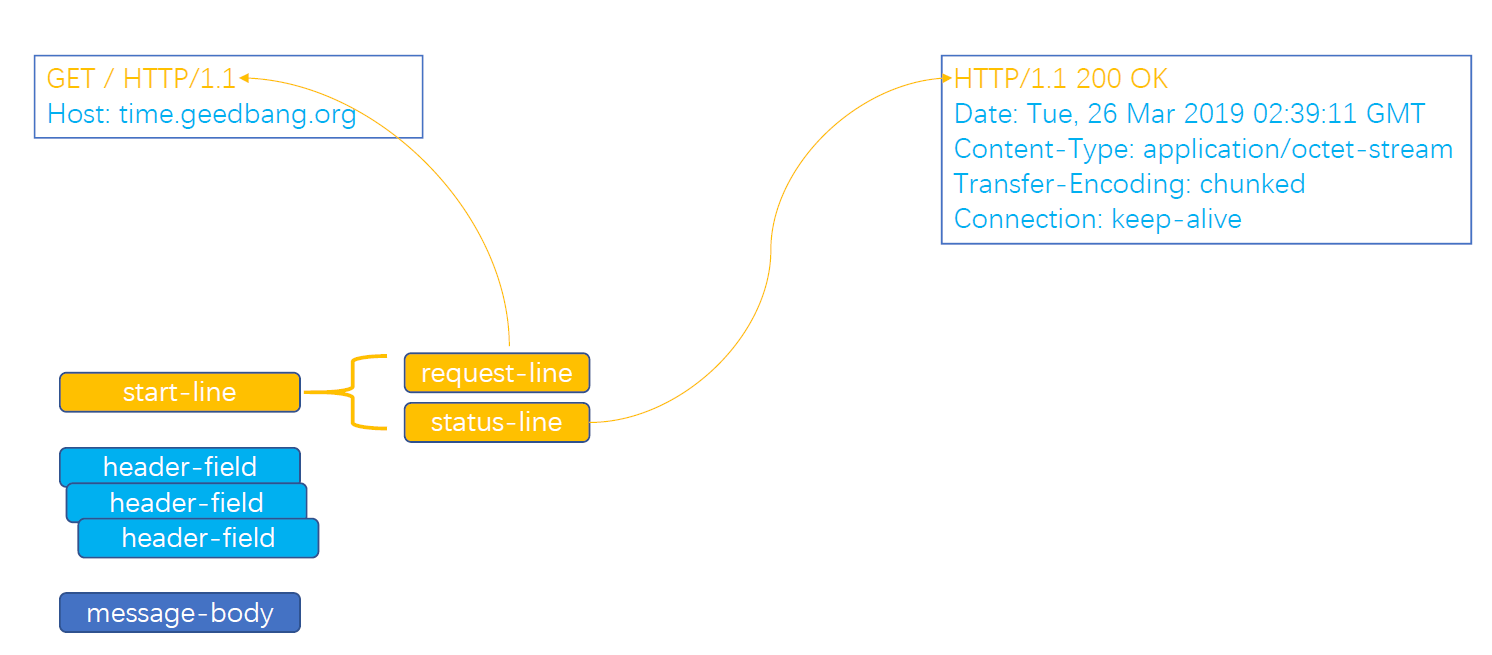 GET / HTTP/1.1
Host: time.geedbang.org
HTTP/1.1 200 OK
Date: Tue, 26 Mar 2019 02:39:11 GMT
Content-Type: application/octet-stream
Transfer-Encoding: chunked
Connection: keep-alive
start-line
request-line
status-line
header-field
header-field
header-field
message-body